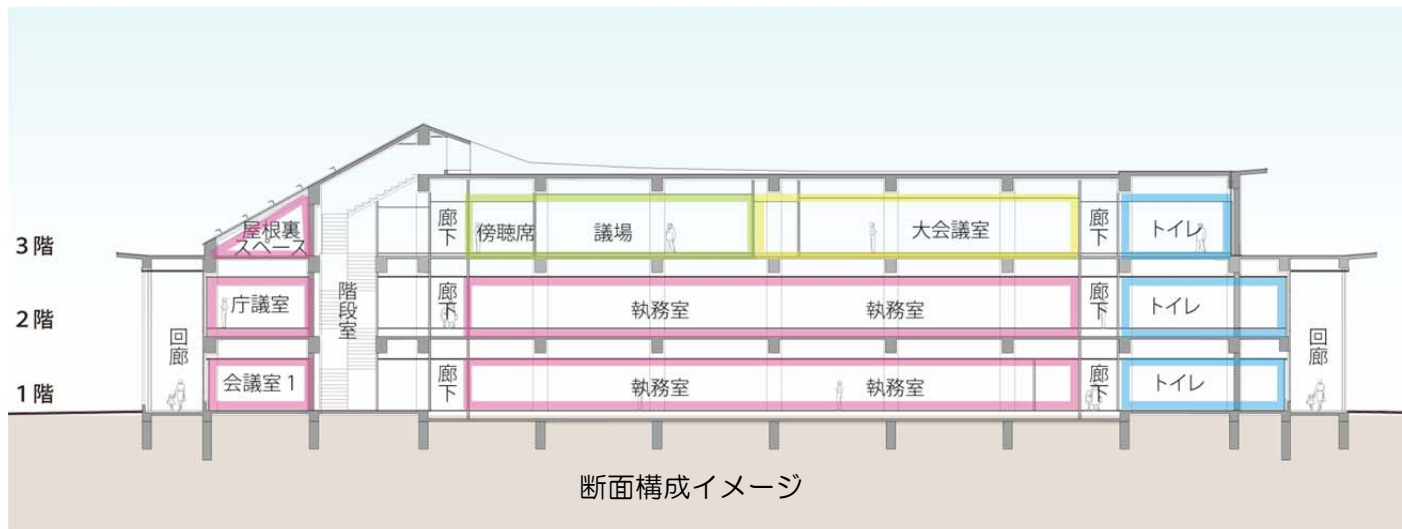 3階
屋根裏
スペース
廊下
傍聴席
議場
大会議室
廊下
トイレ
2階
回廊
庁議室
階段室
廊下
執務室
執務室
廊下
トイレ
回廊
1階
会議室1
廊下
執務室
執務室
廊下
トイレ
断面構成イメージ